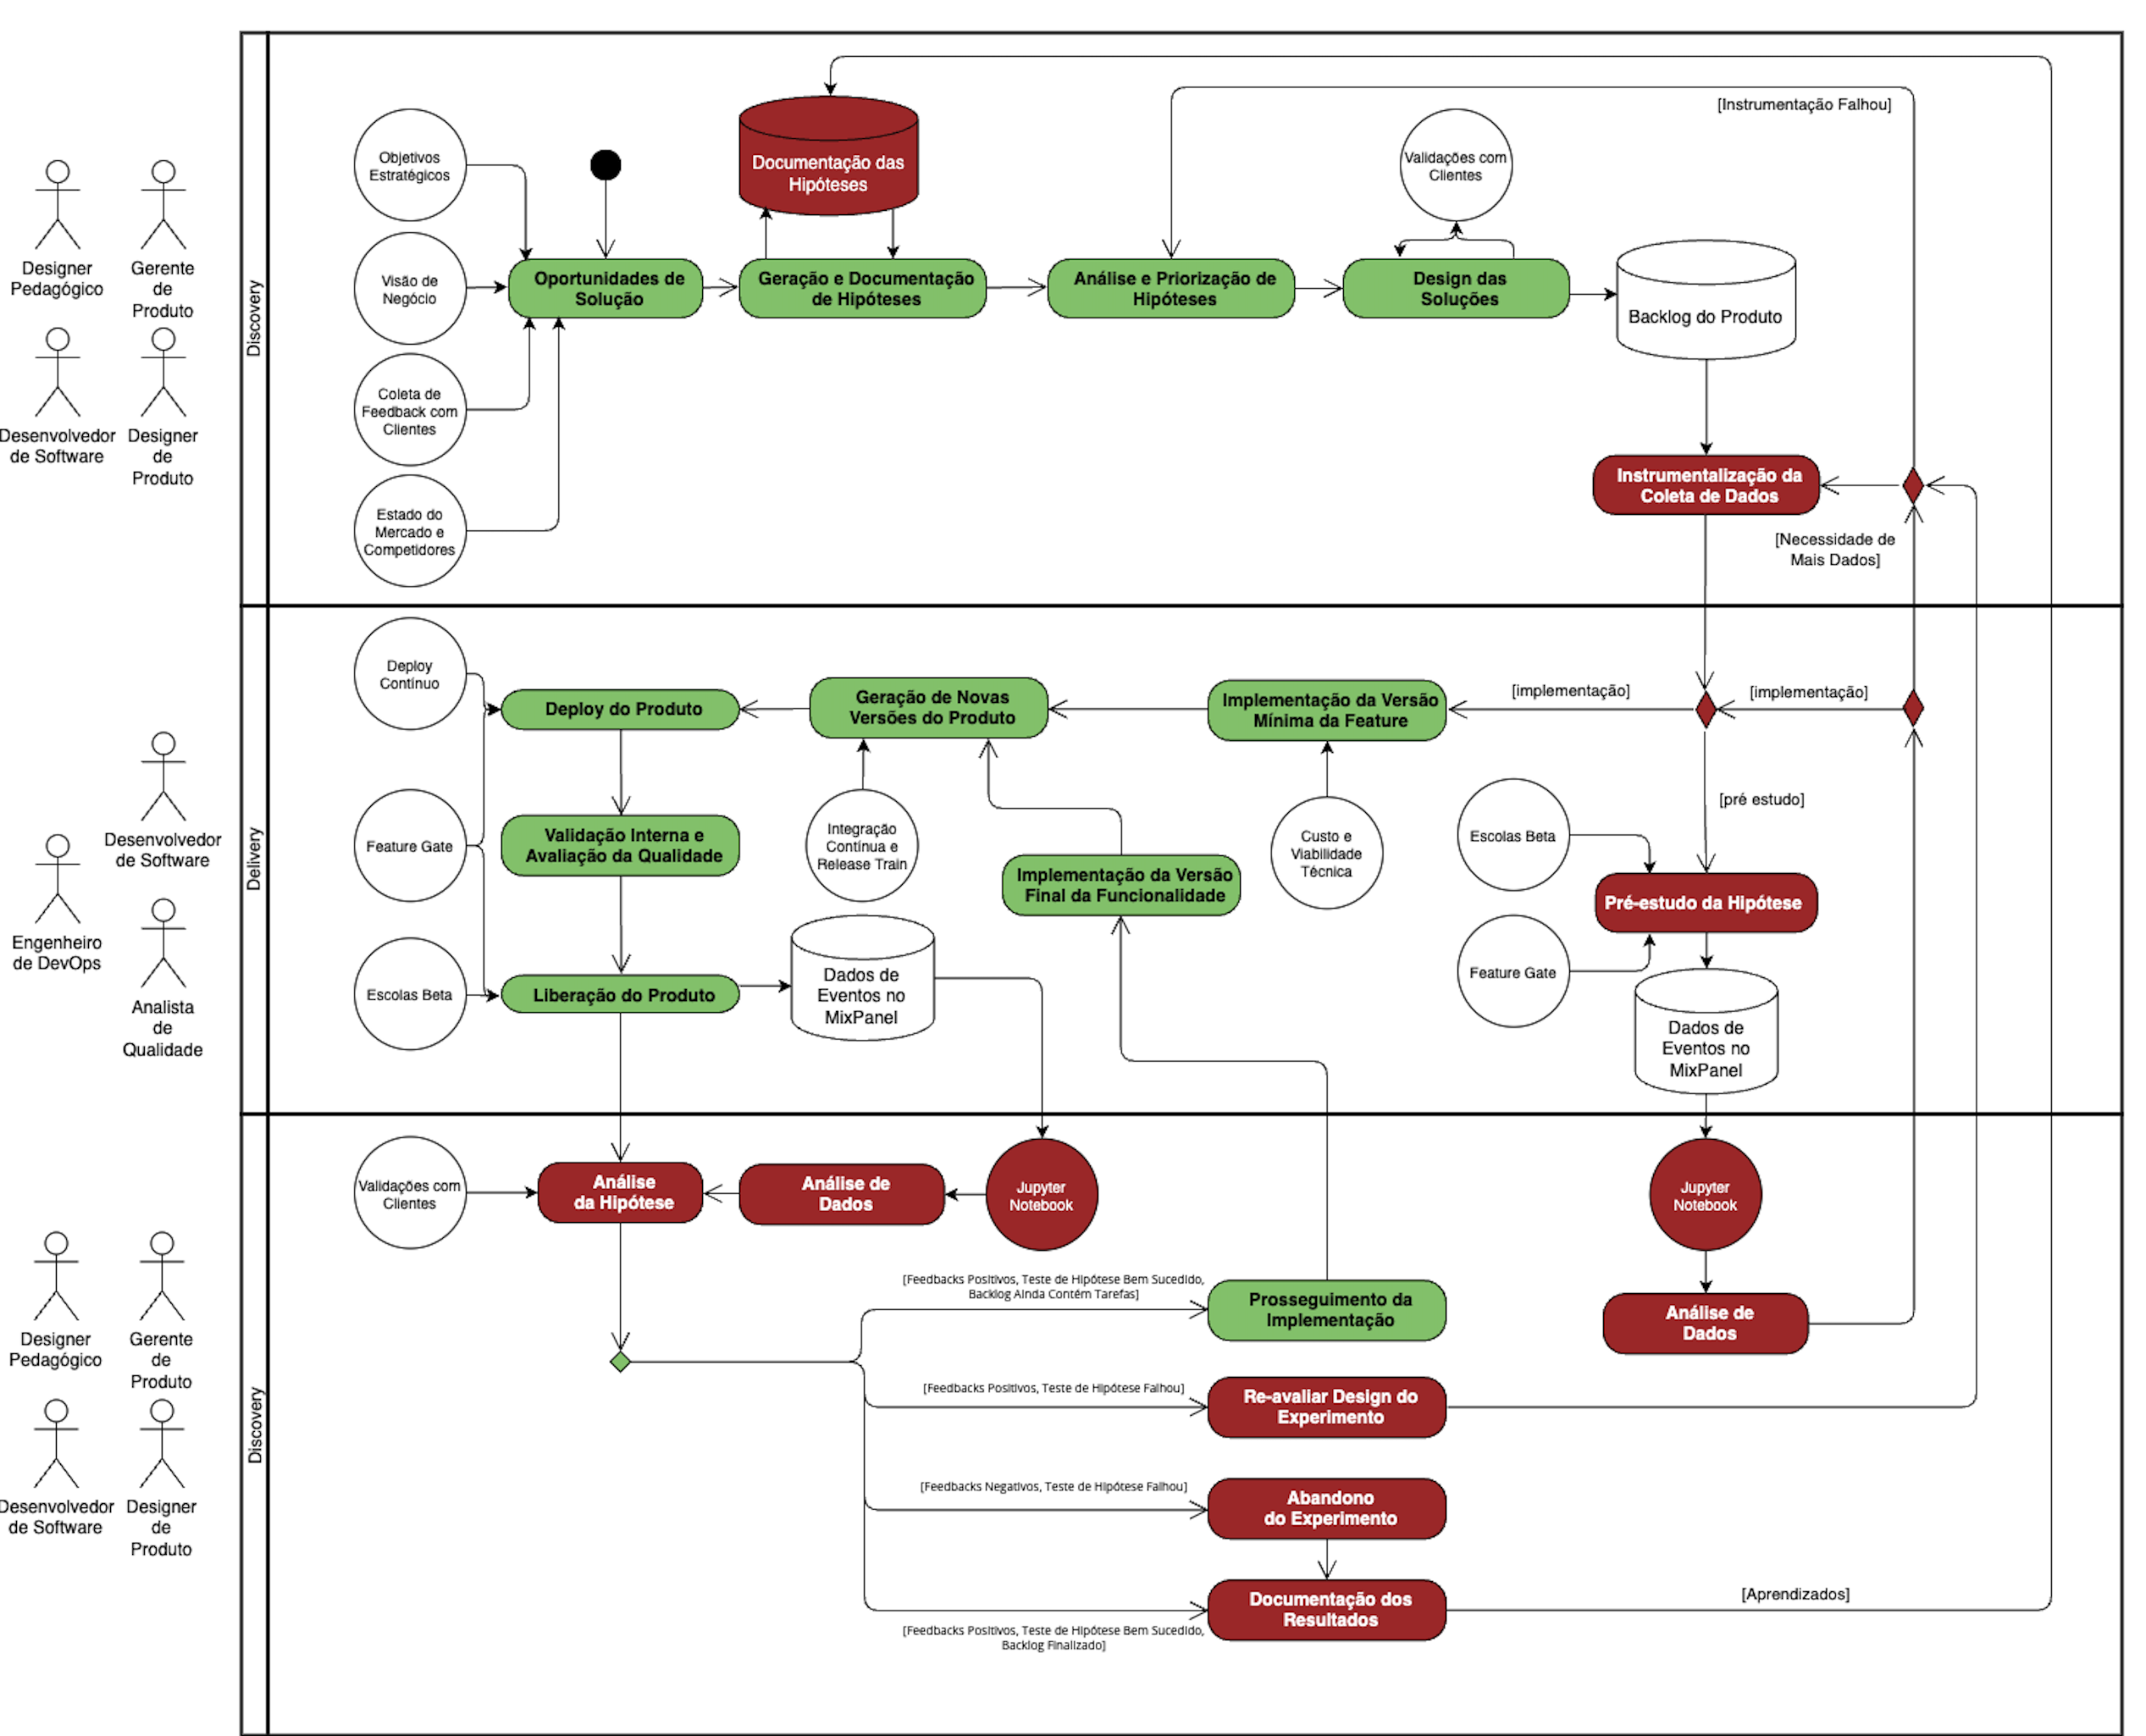 [Instrumentação Falhou]
Objetivos
Estratégicos
Documentação das
Hipóteses
Validações com
Clientes
Designer
Pedagógico
Gerente
de
Produto
Visão de
Negócio
Oportunidades de
Solução
Geração e Documentação
de Hipóteses
Análise e Priorização de
Hipóteses
Design das
Soluções
Backlog do Produto
Discovery
Coleta de
Feedback com
Clientes
Desenvolvedor
de Software
Designer
de
Produto
Instrumentalização da
Coleta de Dados
Estado do
Mercado e
Competidores
[Necessidade de
Mais Dados]
Deploy
Contínuo
Deploy do Produto
Geração de Novas
Versões do Produto
Implementação da Versão
Mínima da Feature
[implementação]
[implementação]
[pré estudo]
Desenvolvedor
de Software
Delivery
Feature Gate
Validação Interna e
Avaliação da Qualidade
Integração
Contínua e
Release Train
Custo e
Viabilidade
Técnica
Escolas Beta
Implementação da Versão
Final da Funcionalidade
Pré-estudo da Hipótese
Engenheiro
de DevOps
Feature Gate
Escolas Beta
Liberação do Produto
Dados de
Eventos no
MixPanel
Analista
de
Qualidade
Dados de
Eventos no
MixPanel
Validações com
Clientes
Análise
da Hipótese
Análise de
Dados
Jupyter
Notebook
Jupyter
Notebook
[Feedbacks Positivos, Teste de Hipótese Bem Sucedido,
Backlog Ainda Contém Tarefas]
Prosseguimento da
Implementação
Análise de
Dados
Designer
Pedagógico
Gerente
de
Produto
Discovery
[Feedbacks Positivos, Teste de Hipótese Falhou]
Re-avaliar Design do
Experimento
Desenvolvedor
de Software
Designer
de
Produto
[Feedbacks Negativos, Teste de Hipótese Falhou]
Abandono
do Experimento
Documentação dos
Resultados
[Aprendizados]
[Feedbacks Positivos, Teste de Hipótese Bem Sucedido,
Backlog Finalizado]